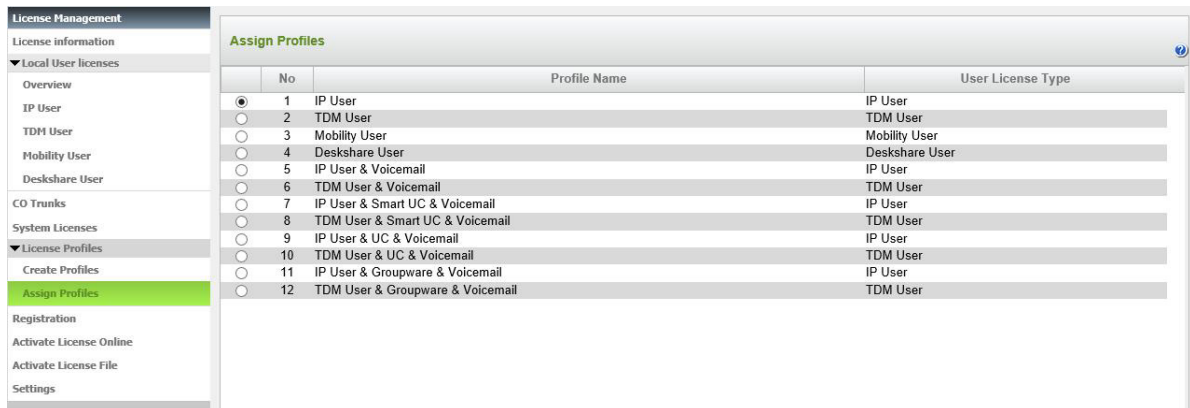 License Management
License information
Local User licenses
Overview
IP User
TDM User
Mobility User
Deskshare User
CO Trunks
System Licenses
License Profiles
Create Profiles
Assign Profiles
Registration
Activate License Online
Activate License File
Settings
Assign Profiles
?
No Profile Name User License Type
1 IP User IP User
2 TDM User TDM User
3 Mobility User Mobility User
4 Deskshare User Deskshare User
5 IP User & Voicemail IP User
6 TDM User & Voicemail TDM User
7 IP User & Smart UC & Voicemail IP User
8 TDM User & Smart UC & Voicemail TDM User
9 IP User & UC & Voicemail IP User
10 TDM User & UC & Voicemail TDM User
11 IP User & Groupware & Voicemail IP User
12 TDM User & Groupware & Voicemail TDM User